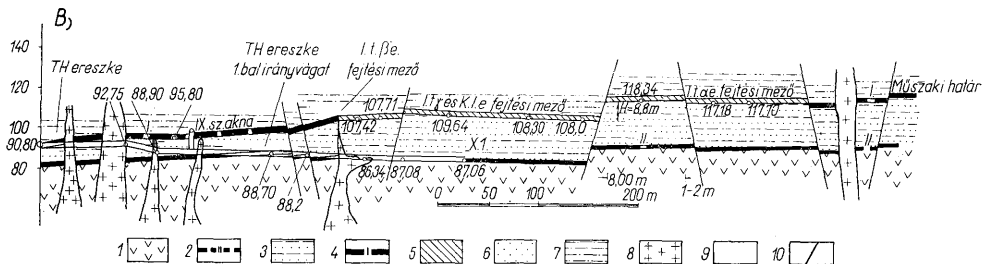 B)
140
120
100
90,80
80
TH ereszke
92,75
88,90
95,80
IX. sz. akna
TH ereszke
1. bal irányvágat
I. t. βe.
fejtési mező
107,71
107,42
I.t. és K.I.e fejtési mező
109,64
108,30
108,0
118,34
H=8,8m
I.t.αe fejtési mező
117,18
117,70
I
Műszaki határ
II
II
X1
88,70
88,2
86,34
87,08
87,06
~8,00 m
1-2 m
0 50 100 200 m
1 2 3 4 5 6 7 8 9 10